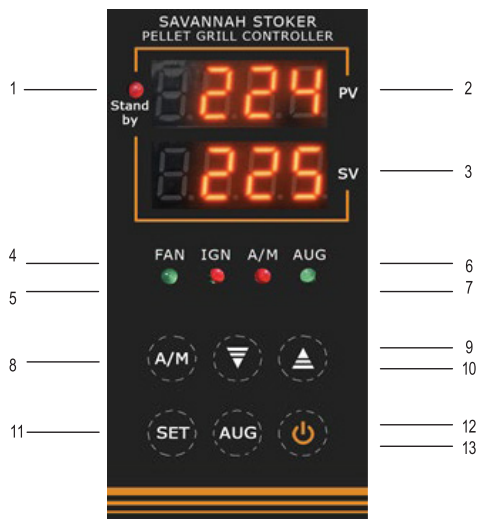 SAVANNAH STOKER
PELLET GRILL CONTROLLER
1
Stand
by
224
PV
2
225
SV
3
4
FAN IGN A/M AUG
6
5
7
8
A/M
9
10
11
SET AUG
12
13